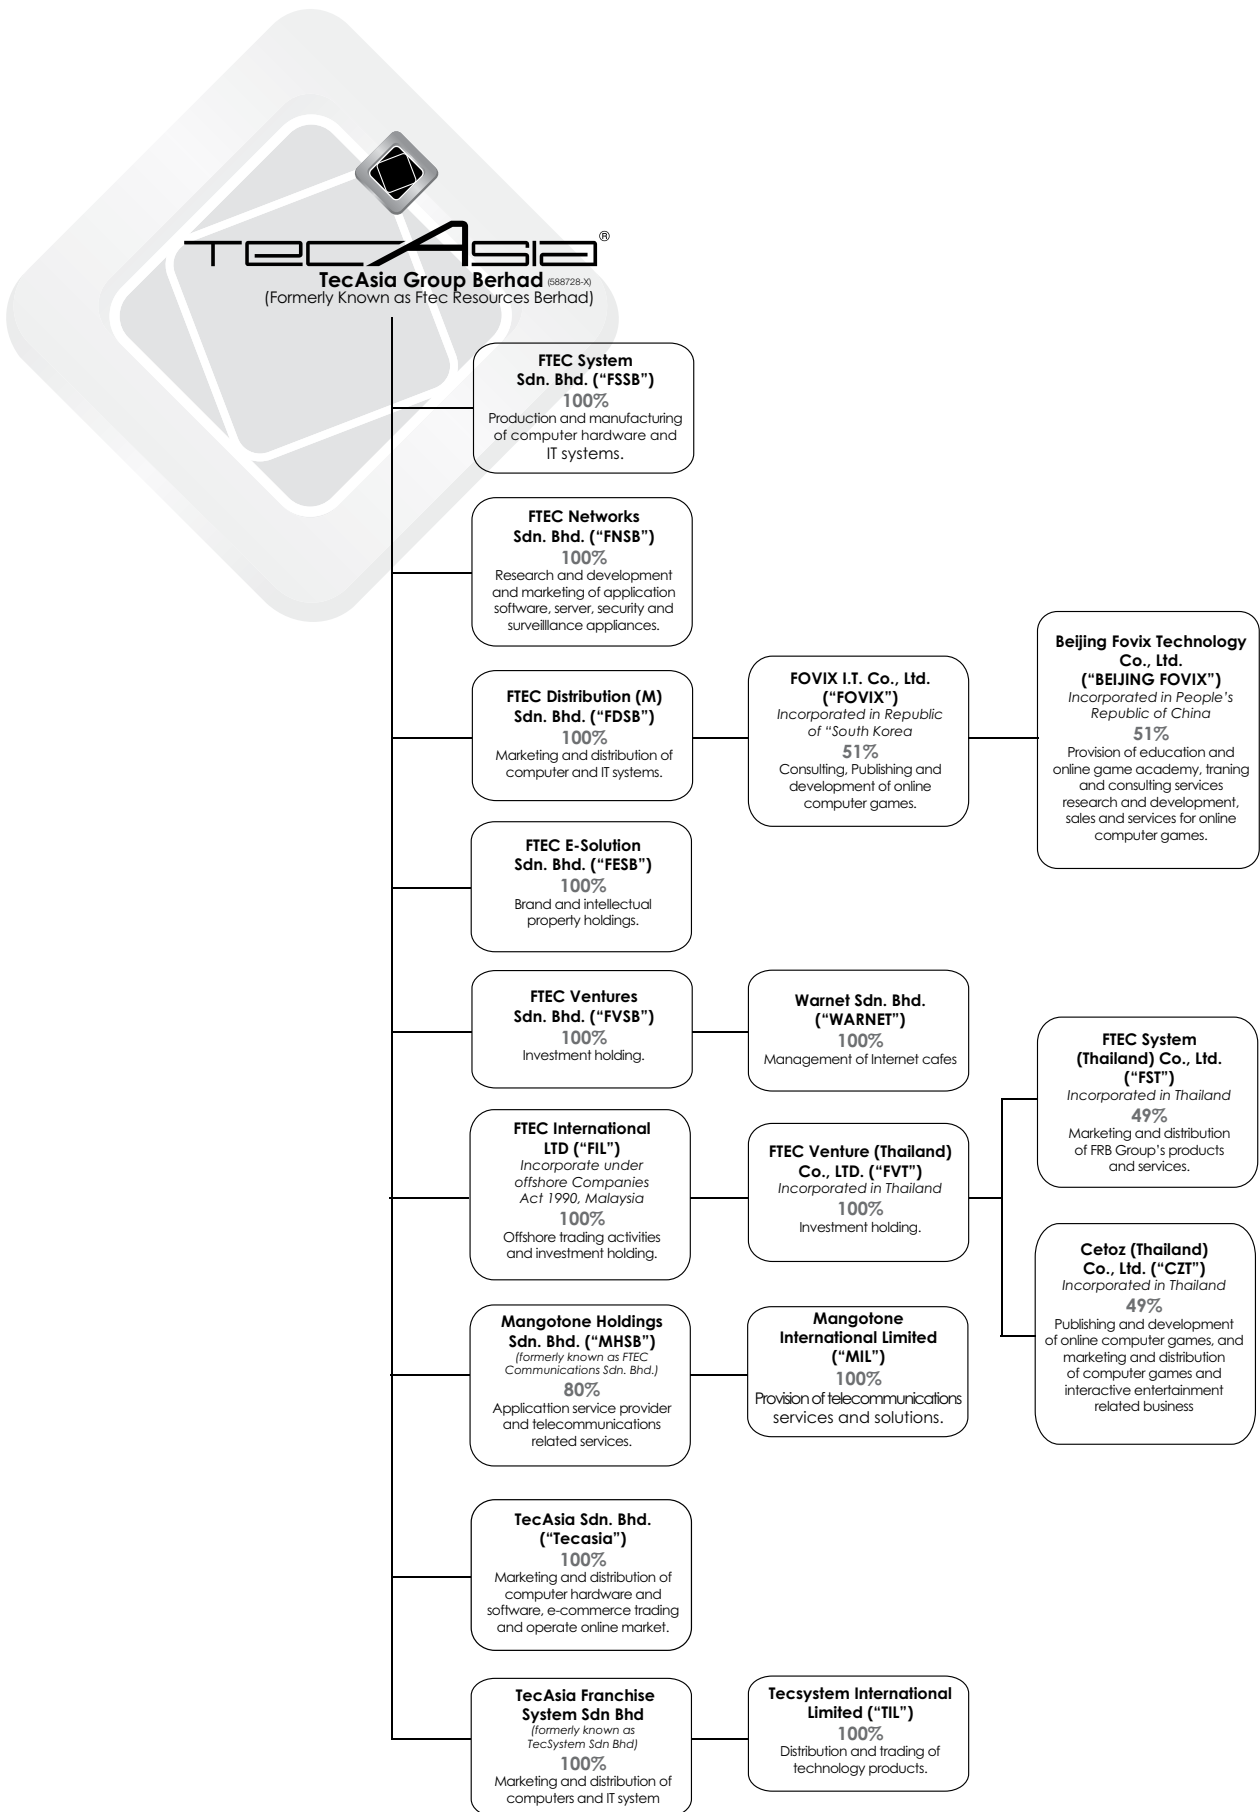 TecAsia®
TecAsia Group Berhad (588728-X)
(Formerly Known as Ftec Resources Berhad)
FTEC System
Sdn. Bhd. (“FSSB”)
100%
Production and manufacturing
of computer hardware and
IT systems.
FTEC Networks
Sdn. Bhd. (“FNSB”)
100%
Research and development
and marketing of application
software, server, security and
surveilllance appliances.
FTEC Distribution (M)
Sdn. Bhd. (“FDSB”)
100%
Marketing and distribution of
computer and IT systems.
FOVIX I.T. Co., Ltd.
(“FOVIX”)
Incorporated in Republic
of “South Korea
51%
Consulting, Publishing and
development of online
computer games.
Beijing Fovix Technology
Co., Ltd.
(“BEIJING FOVIX”)
Incorporated in People’s
Republic of China
51%
Provision of education and
online game academy, traning
and consulting services
research and development,
sales and services for online
computer games.
FTEC E-Solution
Sdn. Bhd. (“FESB”)
100%
Brand and intellectual
property holdings.
FTEC Ventures
Sdn. Bhd. (“FVSB”)
100%
Investment holding.
Warnet Sdn. Bhd.
(“WARNET”)
100%
Management of Internet cafes
FTEC International
LTD (“FIL”)
Incorporate under
offshore Companies
Act 1990, Malaysia
100%
Offshore trading activities
and investment holding.
FTEC Venture (Thailand)
Co., LTD. (“FVT”)
Incorporated in Thailand
100%
Investment holding.
FTEC System
(Thailand) Co., Ltd.
(“FST”)
Incorporated in Thailand
49%
Marketing and distribution
of FRB Group’s products
and services.
Cetoz (Thailand)
Co., Ltd. (“CZT”)
Incorporated in Thailand
49%
Publishing and development
of online computer games, and
marketing and distribution
of computer games and
interactive entertainment
related business
Mangotone Holdings
Sdn. Bhd. (“MHSB”)
(formerly known as FTEC
Communications Sdn. Bhd.)
80%
Applicattion service provider
and telecommunications
related services.
Mangotone
International Limited
(“MIL”)
100%
Provision of telecommunications
services and solutions.
TecAsia Sdn. Bhd.
(“Tecasia”)
100%
Marketing and distribution of
computer hardware and
software, e-commerce trading
and operate online market.
TecAsia Franchise
System Sdn Bhd
(formerly known as
TecSystem Sdn Bhd)
100%
Marketing and distribution of
computers and IT system
Tecsystem International
Limited (“TIL”)
100%
Distribution and trading of
technology products.